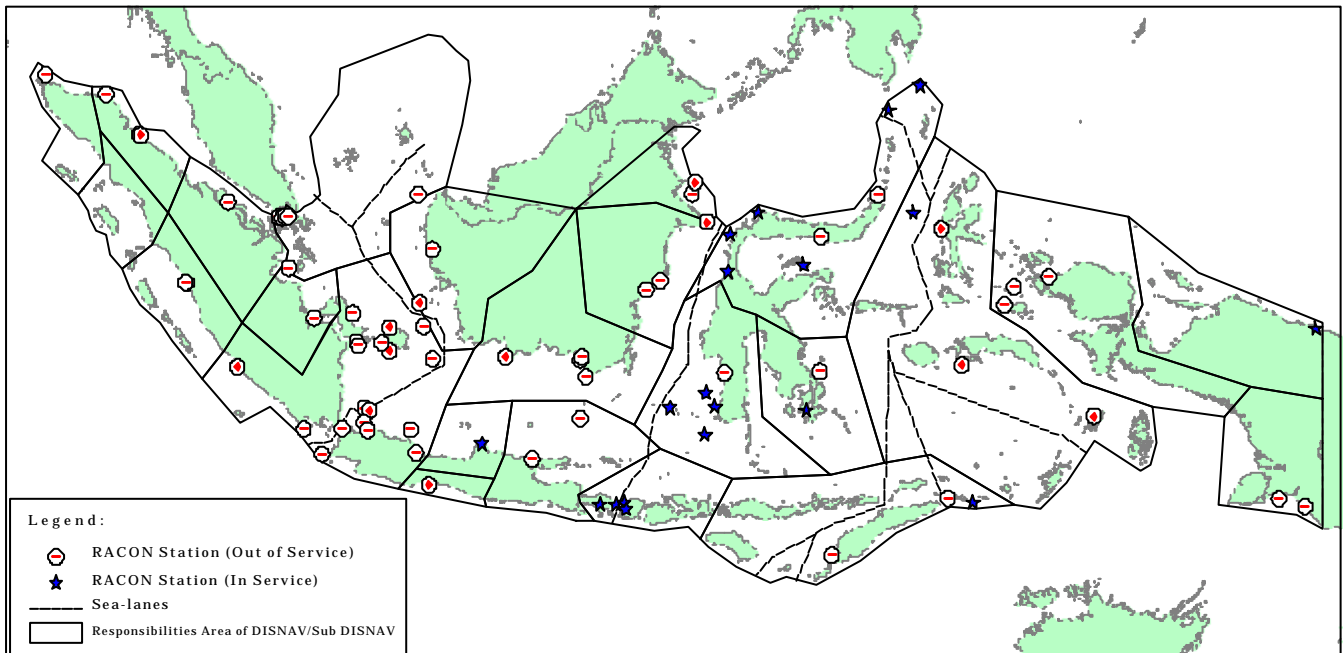 Legend:
RACON Station (Out of Service)
RACON Station (In Service)
Sea-lanes
Responsibilities Area of DISNAV/Sub DISNAV